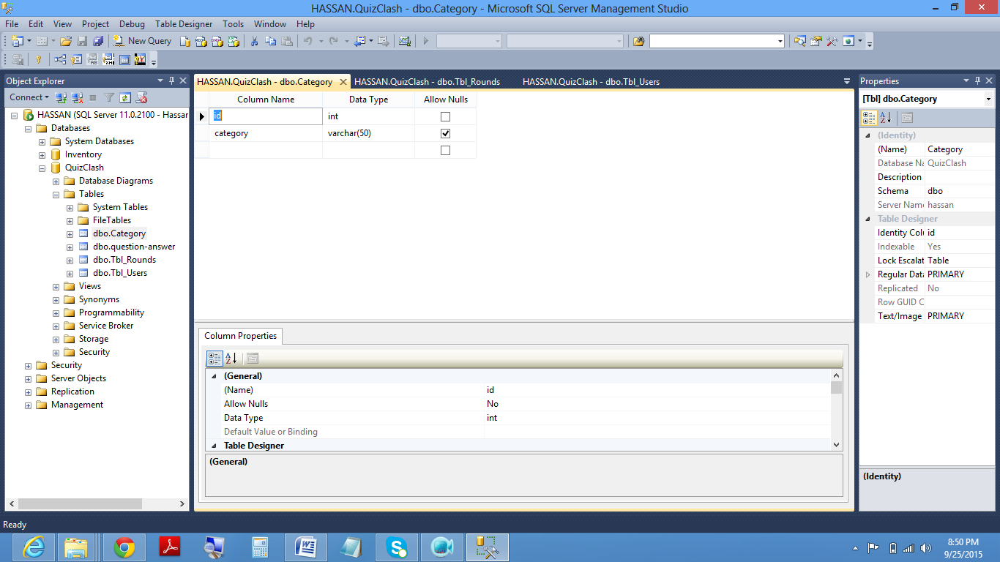 HASSAN.QuizClash - dbo.Category - Microsoft SQL Server Management Studio
File Edit View Project Debug Table Designer Tools Window Help
New Query
Object Explorer
Connect
HASSAN (SQL Server 11.0.2100 - Hassar
Databases
System Databases
Inventory
QuizClash
Database Diagrams
Tables
System Tables
FileTables
dbo.Category
dbo.question-answer
dbo.Tbl_Rounds
dbo.Tbl_Users
Views
Synonyms
Programmability
Service Broker
Storage
Security
Security
Server Objects
Replication
Management
HASSAN.QuizClash - dbo.Category HASSAN.QuizClash - dbo.Tbl_Rounds HASSAN.QuizClash - dbo.Tbl_Users
Column Name Data Type Allow Nulls
id int
category varchar(50)
Column Properties
(General)
(Name) id
Allow Nulls No
Data Type int
Default Value or Binding
Table Designer
(General)
Properties
[Tbl] dbo.Category
(Identity)
(Name) Category
Database Na QuizClash
Description
Schema dbo
Server Name hassan
Table Designer
Identity Colu id
Indexable Yes
Lock Escalat Table
Regular Data PRIMARY
Replicated No
Row GUID C
Text/Image PRIMARY
(Identity)
Ready
8:50 PM
9/25/2015